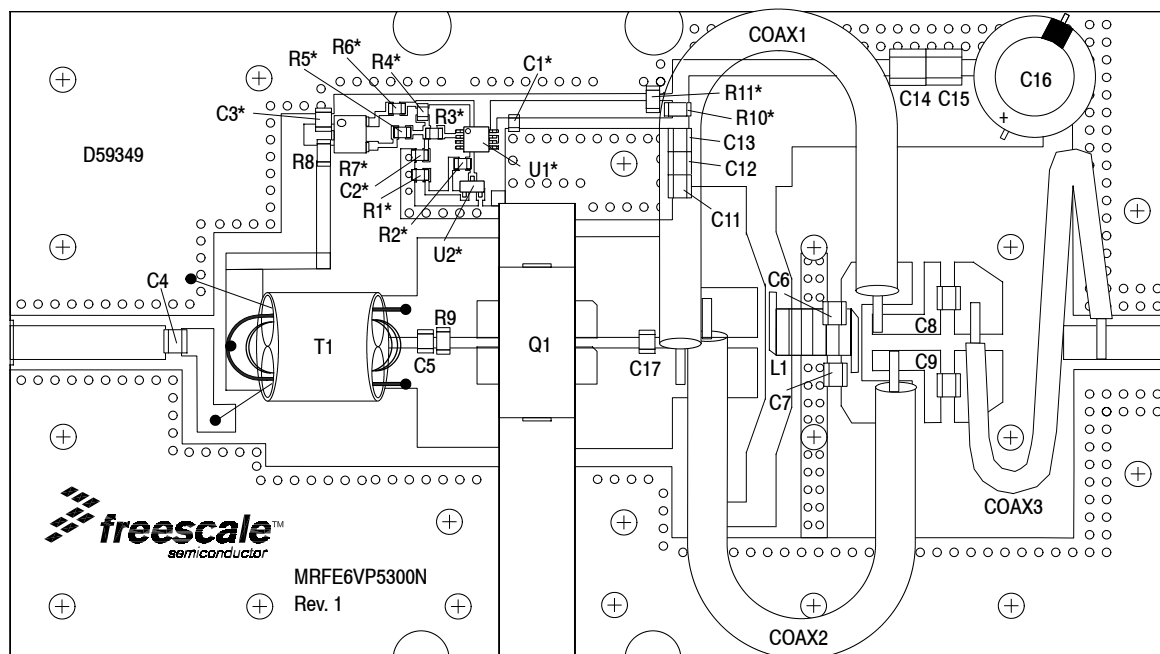 COAX1
R6*
R5*
R4*
C1*
C16
C14
C15
+
R11*
R10*
C3*
R3*
C13
D59349
R8
R7*
U1*
C12
C2*
R1*
C11
R2*
U2*
C4
C6
C8
T1
R9
Q1
C5
C17
L1
C9
C7
COAX3
freescale™
semiconductor
MRFE6VP5300N
Rev. 1
COAX2